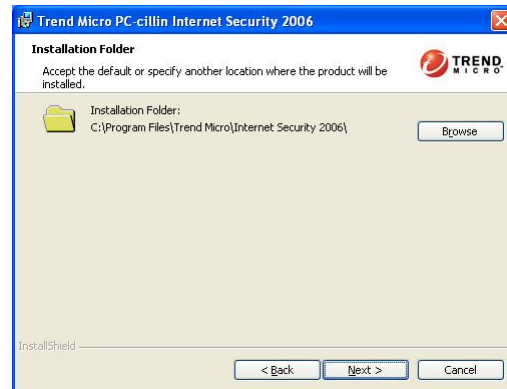 Trend Micro PC-cillin Internet Security 2006
Installation Folder
Accept the default or specify another location where the product will be
installed.
TREND
MICRO
Installation Folder:
C:\Program Files\Trend Micro\Internet Security 2006\
Browse
InstallShield
< Back
Next >
Cancel